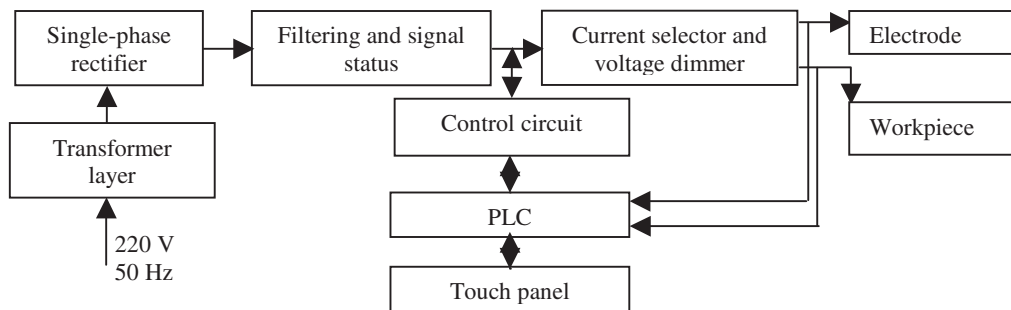 Single-phase
rectifier
Filtering and signal
status
Current selector and
voltage dimmer
Electrode
Workpiece
Control circuit
Transformer
layer
PLC
220 V
50 Hz
Touch panel